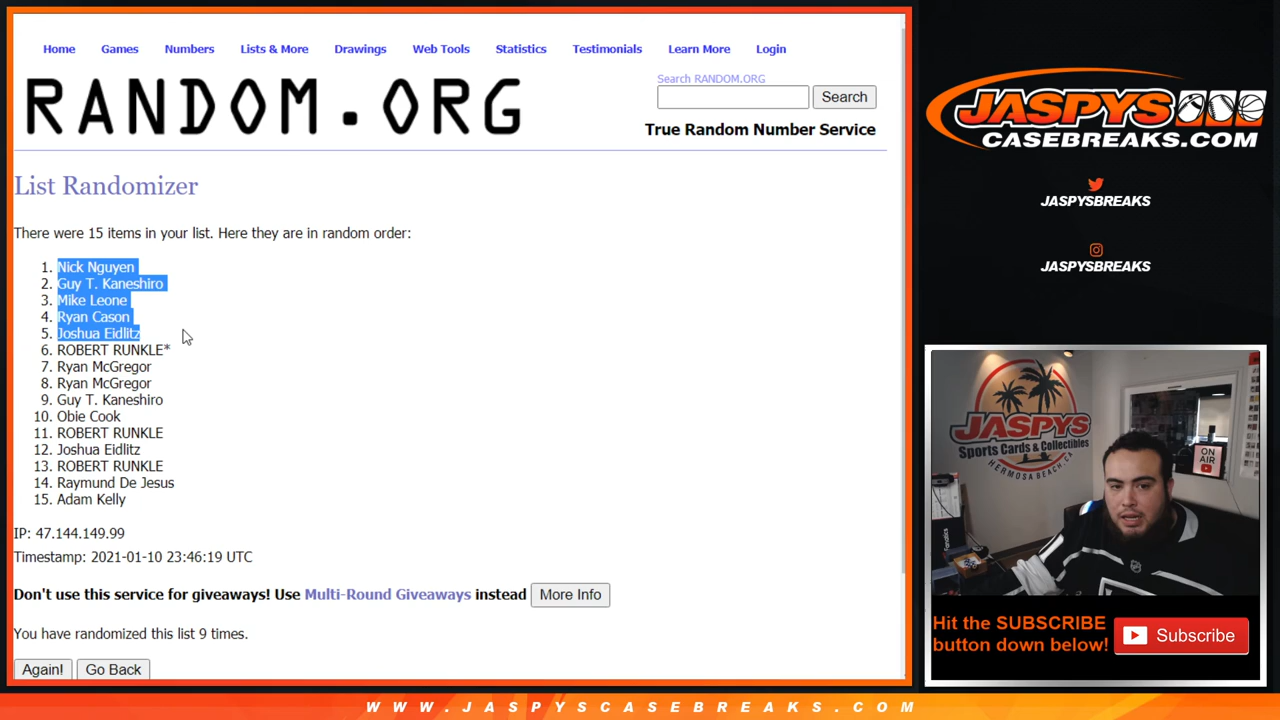 Home Games Numbers Lists & More Drawings Web Tools Statistics Testimonials Learn More Login
RANDOM.ORG
Search RANDOM.ORG
Search
True Random Number Service
List Randomizer
There were 15 items in your list. Here they are in random order:
1. Nick Nguyen
2. Guy T. Kaneshiro
3. Mike Leone
4. Ryan Cason
5. Joshua Eidlitz
6. ROBERT RUNKLE*
7. Ryan McGregor
8. Ryan McGregor
9. Guy T. Kaneshiro
10. Obie Cook
11. ROBERT RUNKLE
12. Joshua Eidlitz
13. ROBERT RUNKLE
14. Raymund De Jesus
15. Adam Kelly
IP: 47.144.149.99
Timestamp: 2021-01-10 23:46:19 UTC
Don't use this service for giveaways! Use Multi-Round Giveaways instead More Info
You have randomized this list 9 times.
Again! Go Back
JASPYS
CASEBREAKS.COM
JASPYSBREAKS
JASPYSBREAKS
JASPYS
Sports Cards & Collectibles
HERMOSA BEACH, CA
ON
AIR
Fanatics
Hit the SUBSCRIBE
button down below!
Subscribe
WWW.JASPYSCASEBREAKS.COM